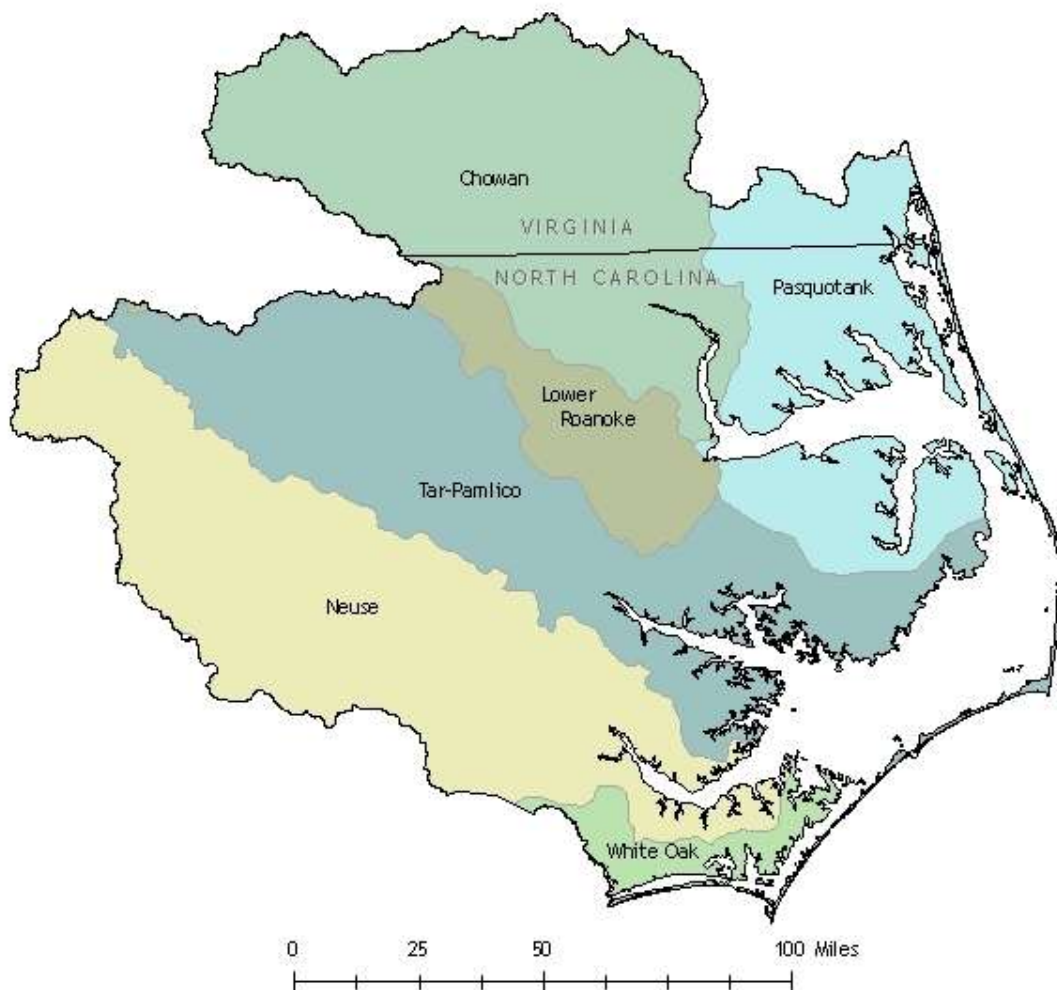 Chowan
VIRGINIA
NORTH CAROLINA
Pasquotank
Lower
Roanoke
Tar-Pamlico
Neuse
White Oak
0 25 50 100 Miles